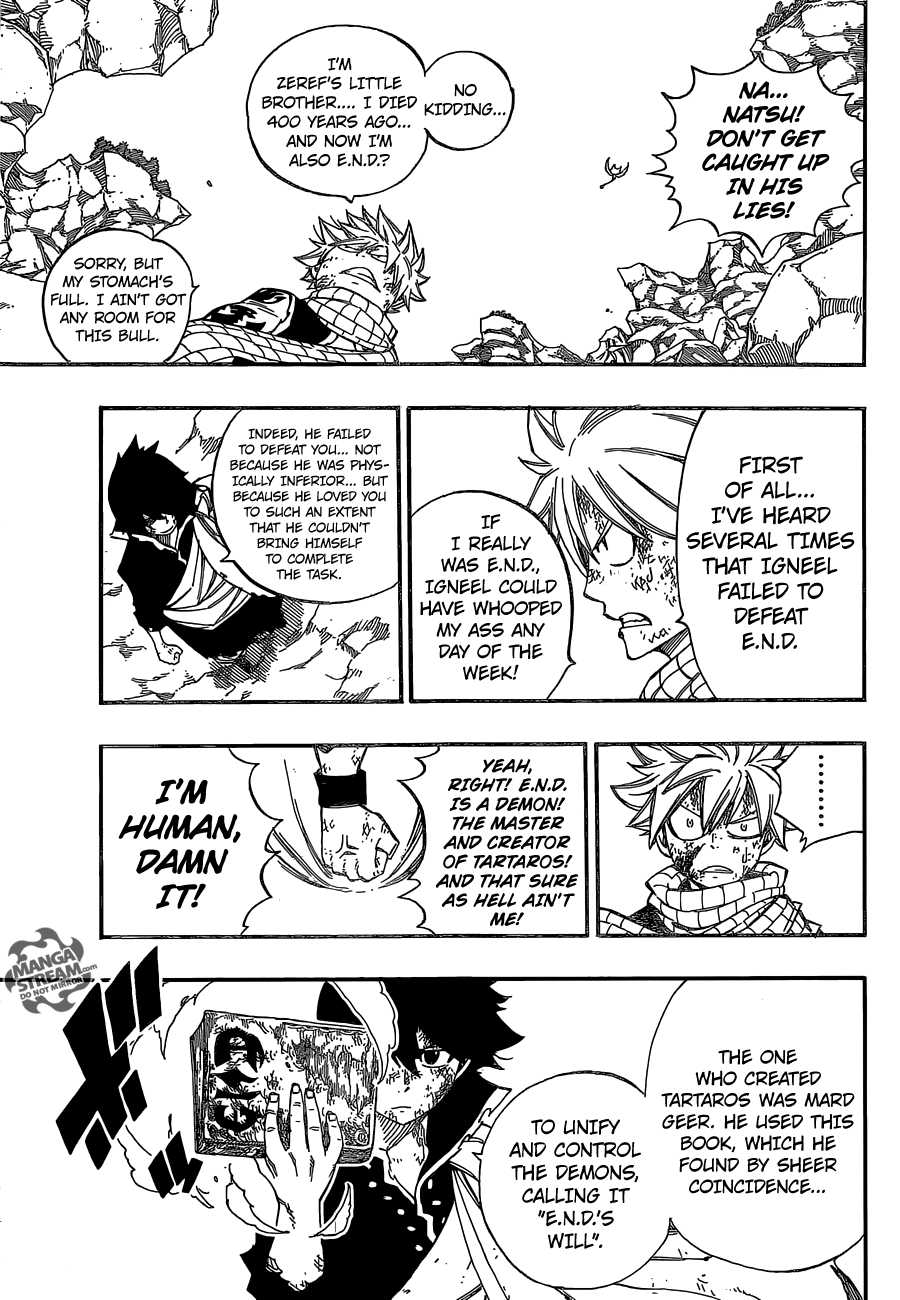 NA...
NATSU!
DON'T GET
CAUGHT UP
IN HIS
LIES!
NO
KIDDING...
I'M
ZEREF'S LITTLE
BROTHER.... I DIED
400 YEARS AGO...
AND NOW I'M
ALSO E.N.D.?
SORRY, BUT
MY STOMACH'S
FULL. I AIN'T GOT
ANY ROOM FOR
THIS BULL.
FIRST
OF ALL...
I'VE HEARD
SEVERAL TIMES
THAT IGNEEL
FAILED TO
DEFEAT
E.N.D.
IF
I REALLY
WAS E.N.D.,
IGNEEL COULD
HAVE WHOOPED
MY ASS ANY
DAY OF THE
WEEK!
INDEED, HE FAILED
TO DEFEAT YOU... NOT
BECAUSE HE WAS PHYS-
ICALLY INFERIOR... BUT
BECAUSE HE LOVED YOU
TO SUCH AN EXTENT
THAT HE COULDN'T
BRING HIMSELF
TO COMPLETE
THE TASK.
........
YEAH,
RIGHT! E.N.D.
IS A DEMON!
THE MASTER
AND CREATOR
OF TARTAROS!
AND THAT SURE
AS HELL AIN'T
ME!
I'M
HUMAN,
DAMN
IT!
THE ONE
WHO CREATED
TARTAROS WAS MARD
GEER. HE USED THIS
BOOK, WHICH HE
FOUND BY SHEER
COINCIDENCE...
TO UNIFY
AND CONTROL
THE DEMONS,
CALLING IT
"E.N.D.'S
WILL".
E.N.D
MANGA
STREAM.com
DO NOT MIRROR